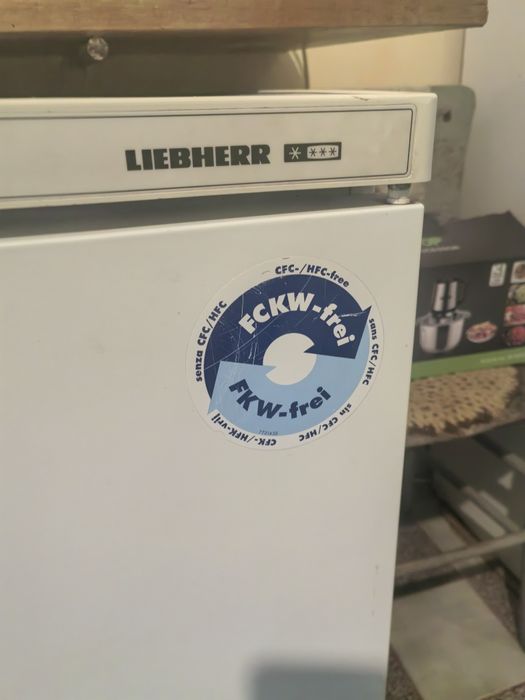 LIEBHERR
CFC-/HFC-free
sans CFC/HFC
sin CFC/HFC
CFK-/HFK-vrij
senza CFC/HFC
FCKW-frei
FKW-frei